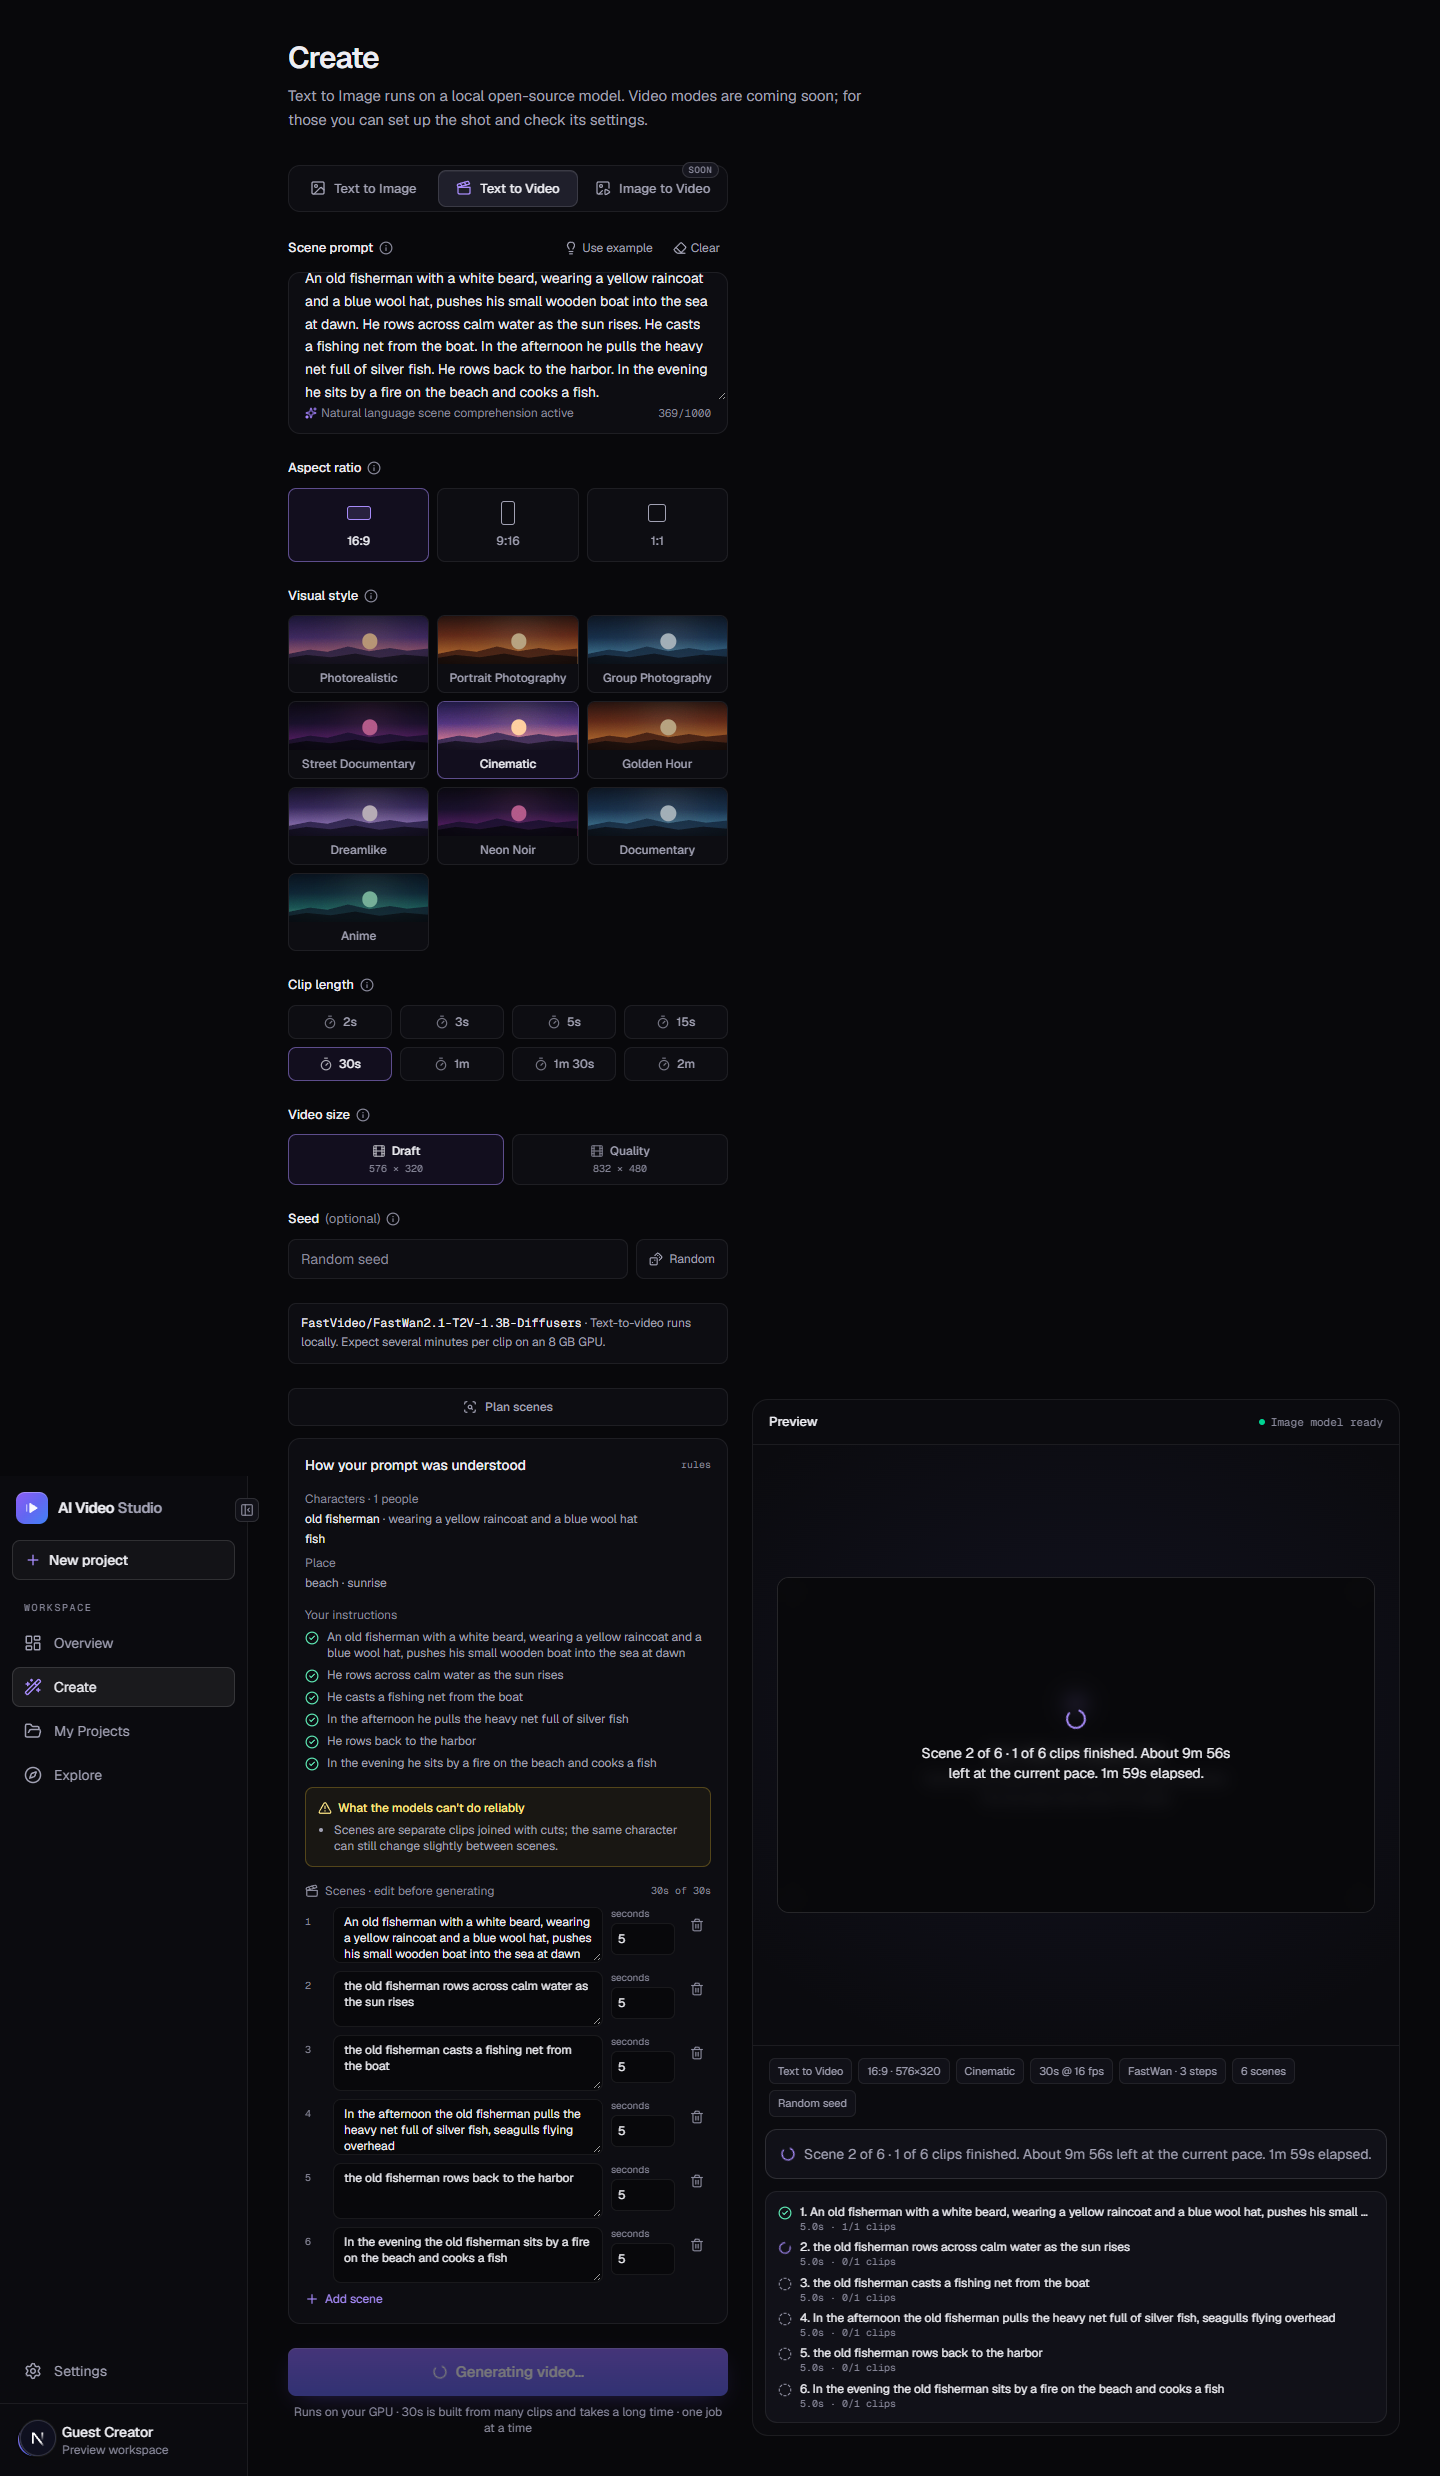 Create
Text to Image runs on a local open-source model. Video modes are coming soon; for
those you can set up the shot and check its settings.
Text to Image
Text to Video
Image to Video
SOON
Scene prompt
Use example
Clear
An old fisherman with a white beard, wearing a yellow raincoat
and a blue wool hat, pushes his small wooden boat into the sea
at dawn. He rows across calm water as the sun rises. He casts
a fishing net from the boat. In the afternoon he pulls the heavy
net full of silver fish. He rows back to the harbor. In the evening
he sits by a fire on the beach and cooks a fish.
Natural language scene comprehension active
369/1000
Aspect ratio
16:9
9:16
1:1
Visual style
Photorealistic
Portrait Photography
Group Photography
Street Documentary
Cinematic
Golden Hour
Dreamlike
Neon Noir
Documentary
Anime
Clip length
2s
3s
5s
15s
30s
1m
1m 30s
2m
Video size
Draft
576 × 320
Quality
832 × 480
Seed (optional)
Random seed
Random
FastVideo/FastWan2.1-T2V-1.3B-Diffusers · Text-to-video runs
locally. Expect several minutes per clip on an 8 GB GPU.
Plan scenes
How your prompt was understood
rules
Characters · 1 people
old fisherman · wearing a yellow raincoat and a blue wool hat
fish
Place
beach · sunrise
Your instructions
An old fisherman with a white beard, wearing a yellow raincoat and a
blue wool hat, pushes his small wooden boat into the sea at dawn
He rows across calm water as the sun rises
He casts a fishing net from the boat
In the afternoon he pulls the heavy net full of silver fish
He rows back to the harbor
In the evening he sits by a fire on the beach and cooks a fish
What the models can't do reliably
• Scenes are separate clips joined with cuts; the same character
can still change slightly between scenes.
Scenes · edit before generating
30s of 30s
1
An old fisherman with a white beard, wearing
a yellow raincoat and a blue wool hat, pushes
his small wooden boat into the sea at dawn
seconds
5
2
the old fisherman rows across calm water as
the sun rises
seconds
5
3
the old fisherman casts a fishing net from
the boat
seconds
5
4
In the afternoon the old fisherman pulls the
heavy net full of silver fish, seagulls flying
overhead
seconds
5
5
the old fisherman rows back to the harbor
seconds
5
6
In the evening the old fisherman sits by a fire
on the beach and cooks a fish
seconds
5
Add scene
Generating video…
Runs on your GPU · 30s is built from many clips and takes a long time · one job
at a time
AI Video Studio
New project
WORKSPACE
Overview
Create
My Projects
Explore
Settings
N
Guest Creator
Preview workspace
Preview
Image model ready
Scene 2 of 6 · 1 of 6 clips finished. About 9m 56s
left at the current pace. 1m 59s elapsed.
Text to Video
16:9 · 576×320
Cinematic
30s @ 16 fps
FastWan · 3 steps
6 scenes
Random seed
Scene 2 of 6 · 1 of 6 clips finished. About 9m 56s left at the current pace. 1m 59s elapsed.
1. An old fisherman with a white beard, wearing a yellow raincoat and a blue wool hat, pushes his small …
5.0s · 1/1 clips
2. the old fisherman rows across calm water as the sun rises
5.0s · 0/1 clips
3. the old fisherman casts a fishing net from the boat
5.0s · 0/1 clips
4. In the afternoon the old fisherman pulls the heavy net full of silver fish, seagulls flying overhead
5.0s · 0/1 clips
5. the old fisherman rows back to the harbor
5.0s · 0/1 clips
6. In the evening the old fisherman sits by a fire on the beach and cooks a fish
5.0s · 0/1 clips